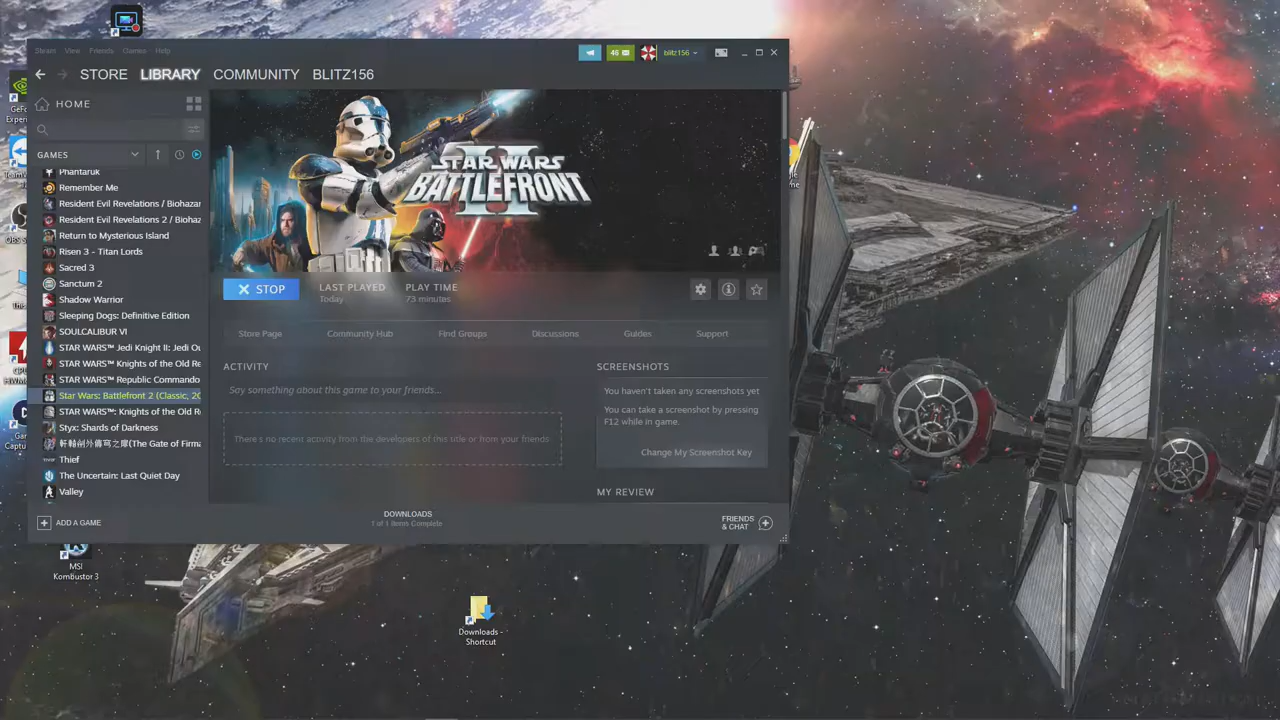 Steam View Friends Games Help
46
blitz156
STORE LIBRARY COMMUNITY BLITZ156
HOME
GAMES
Phantaruk
Remember Me
Resident Evil Revelations / Biohazar
Resident Evil Revelations 2 / Biohaz
Return to Mysterious Island
Risen 3 - Titan Lords
Sacred 3
Sanctum 2
Shadow Warrior
Sleeping Dogs: Definitive Edition
SOULCALIBUR VI
STAR WARS™ Jedi Knight II: Jedi Ou
STAR WARS™ Knights of the Old Re
STAR WARS™ Republic Commando
Star Wars: Battlefront 2 (Classic, 20
STAR WARS™: Knights of the Old R
Styx: Shards of Darkness
(The Gate of Firma
Thief
The Uncertain: Last Quiet Day
Valley
ADD A GAME
STAR WARS
II
BATTLEFRONT
STOP
LAST PLAYED
Today
PLAY TIME
73 minutes
Store Page Community Hub Find Groups Discussions Guides Support
ACTIVITY
Say something about this game to your friends...
There's no recent activity from the developers of this title or from your friends
SCREENSHOTS
You haven't taken any screenshots yet
You can take a screenshot by pressing
F12 while in game.
Change My Screenshot Key
MY REVIEW
DOWNLOADS
1 of 1 Items Complete
FRIENDS
& CHAT
MSI
Kombustor 3
Downloads -
Shortcut